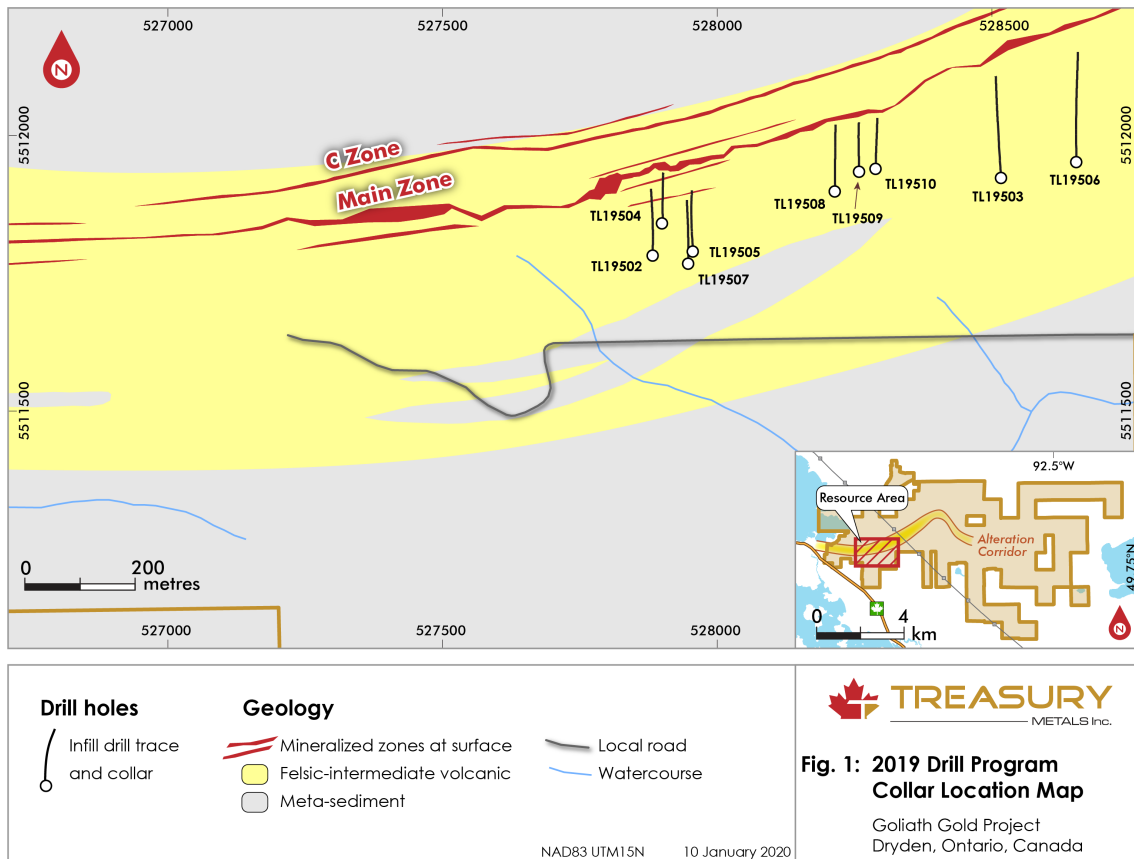 527000
527500
528000
528500
N
5512000
5512000
C Zone
Main Zone
TL19504
TL19502
TL19505
TL19507
TL19508
TL19509
TL19510
TL19503
TL19506
5511500
5511500
0 200
metres
527000
527500
528000
92.5°W
Resource Area
Alteration
Corridor
49.75°N
0 4
km
N
Drill holes
Infill drill trace
and collar
Geology
Mineralized zones at surface
Felsic-intermediate volcanic
Meta-sediment
Local road
Watercourse
NAD83 UTM15N 10 January 2020
TREASURY
METALS Inc.
Fig. 1: 2019 Drill Program
Collar Location Map
Goliath Gold Project
Dryden, Ontario, Canada